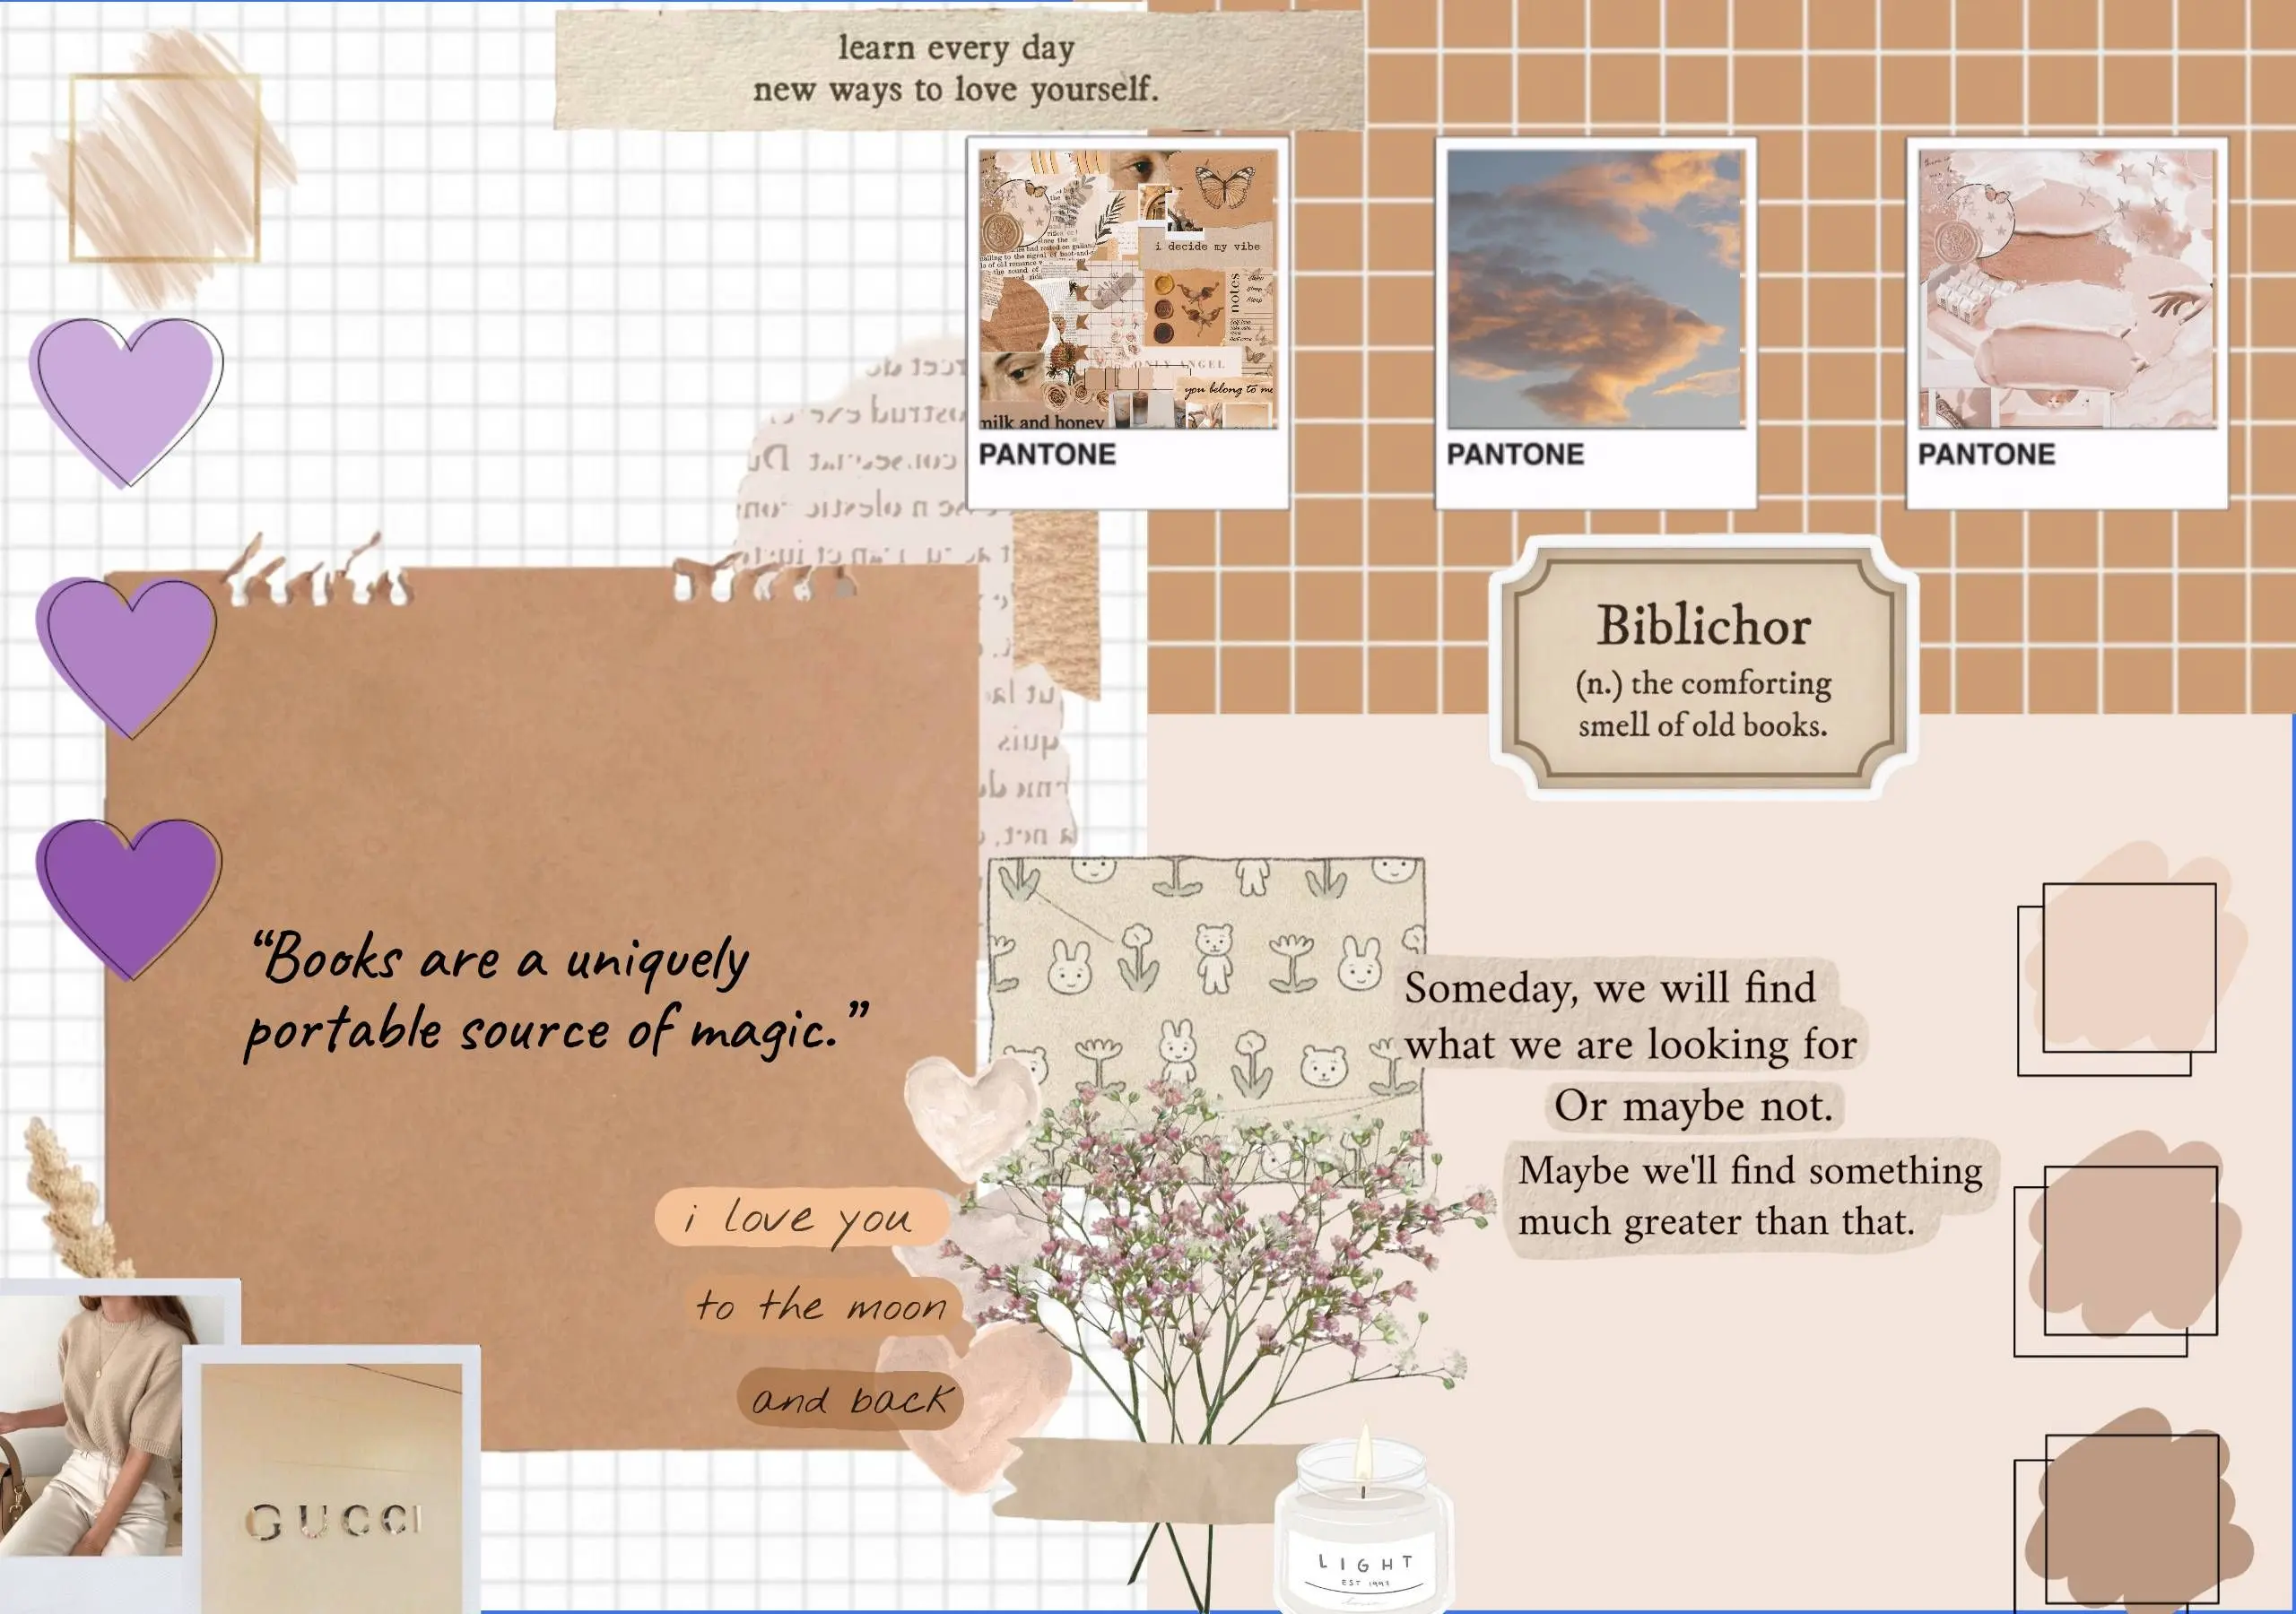 learn every day
new ways to love yourself.
i decide my vibe
notes
ONLY ANGEL
you belong to me
milk and honey
PANTONE
PANTONE
PANTONE
Biblichor
(n.) the comforting
smell of old books.
“Books are a uniquely
portable source of magic.”
Someday, we will find
what we are looking for
Or maybe not.
Maybe we'll find something
much greater than that.
i love you
to the moon
and back
GUCCI
LIGHT
EST 1997